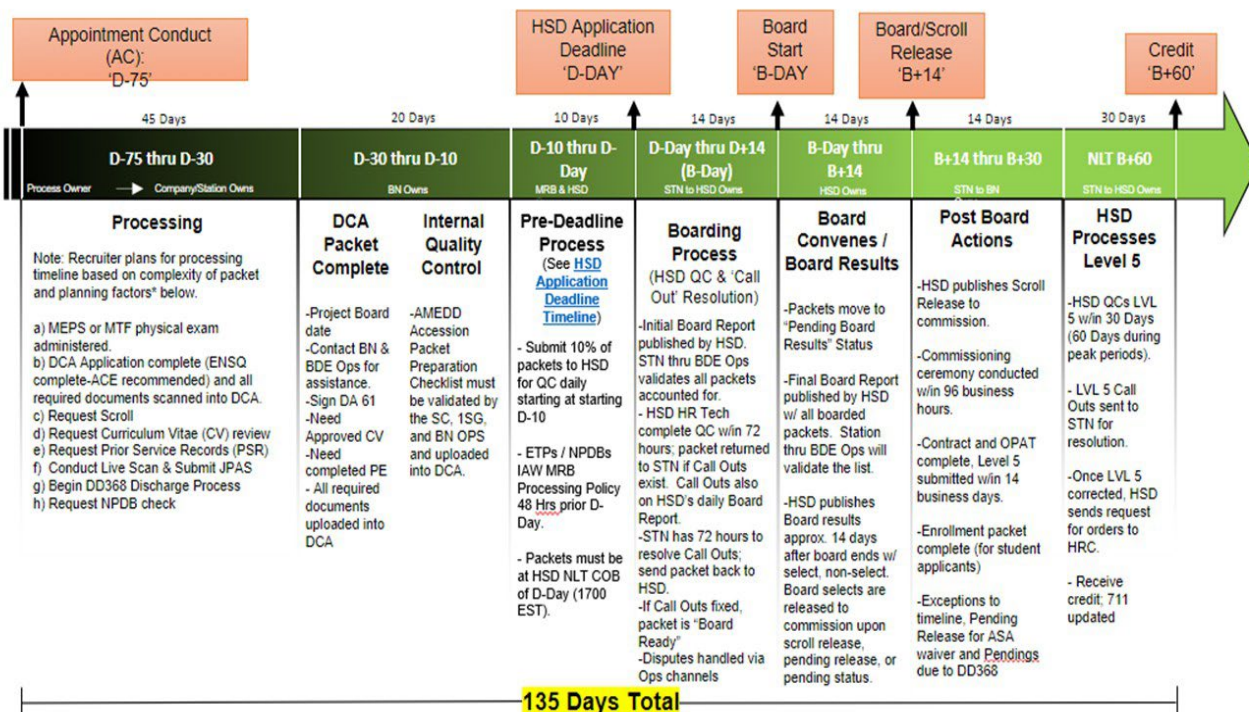 Appointment Conduct
(AC):
'D-75'
HSD Application
Deadline
'D-DAY'
Board
Start
'B-DAY
Board/Scroll
Release
'B+14'
Credit
'B+60'
45 Days
20 Days
10 Days
14 Days
14 Days
14 Days
30 Days
D-75 thru D-30
Process Owner
Company/Station Owns
D-30 thru D-10
BN Owns
D-10 thru D-
Day
MRB & HSD
D-Day thru D+14
(B-Day)
STN to HSD Owns
B-Day thru
B+14
HSD Owns
B+14 thru B+30
STN to BN
NLT B+60
STN to HSD Owns
Processing
Note: Recruiter plans for processing
timeline based on complexity of packet
and planning factors* below.
a) MEPS or MTF physical exam
administered.
b) DCA Application complete (ENSQ
complete-ACE recommended) and all
required documents scanned into DCA.
c) Request Scroll
d) Request Curriculum Vitae (CV) review
e) Request Prior Service Records (PSR)
f) Conduct Live Scan & Submit JPAS
g) Begin DD368 Discharge Process
h) Request NPDB check
DCA
Packet
Complete
-Project Board
date
-Contact BN &
BDE Ops for
assistance.
-Sign DA 61
-Need
Approved CV
-Need
completed PE
- All required
documents
uploaded into
DCA
Internal
Quality
Control
-AMEDD
Accession
Packet
Preparation
Checklist must
be validated by
the SC, 1SG,
and BN OPS
and uploaded
into DCA.
Pre-Deadline
Process
(See HSD
Application
Deadline
Timeline)
- Submit 10% of
packets to HSD
for QC daily
starting at starting
D-10
- ETPs / NPDBs
IAW MRB
Processing Policy
48 Hrs prior D-
Day.
- Packets must be
at HSD NLT COB
of D-Day (1700
EST).
Boarding
Process
(HSD QC & 'Call
Out' Resolution)
-Initial Board Report
published by HSD.
STN thru BDE Ops
validates all packets
accounted for.
- HSD HR Tech
complete QC w/in 72
hours; packet returned
to STN if Call Outs
exist. Call Outs also
on HSD's daily Board
Report.
-STN has 72 hours to
resolve Call Outs;
send packet back to
HSD.
-If Call Outs fixed,
packet is "Board
Ready"
-Disputes handled via
Ops channels
Board
Convenes /
Board Results
-Packets move to
"Pending Board
Results" Status
-Final Board Report
published by HSD
w/ all boarded
packets. Station
thru BDE Ops will
validate the list.
-HSD publishes
Board results
approx. 14 days
after board ends w/
select, non-select.
Board selects are
released to
commission upon
scroll release,
pending release, or
pending status.
Post Board
Actions
-HSD publishes Scroll
Release to
commission.
-Commissioning
ceremony conducted
w/in 96 business
hours.
-Contract and OPAT
complete, Level 5
submitted w/in 14
business days.
-Enrollment packet
complete (for student
applicants)
-Exceptions to
timeline, Pending
Release for ASA
waiver and Pendings
due to DD368
HSD
Processes
Level 5
-HSD QCs LVL
5 w/in 30 Days
(60 Days during
peak periods).
- LVL 5 Call
Outs sent to
STN for
resolution.
- Once LVL 5
corrected, HSD
sends request
for orders to
HRC.
- Receive
credit; 711
updated
135 Days Total